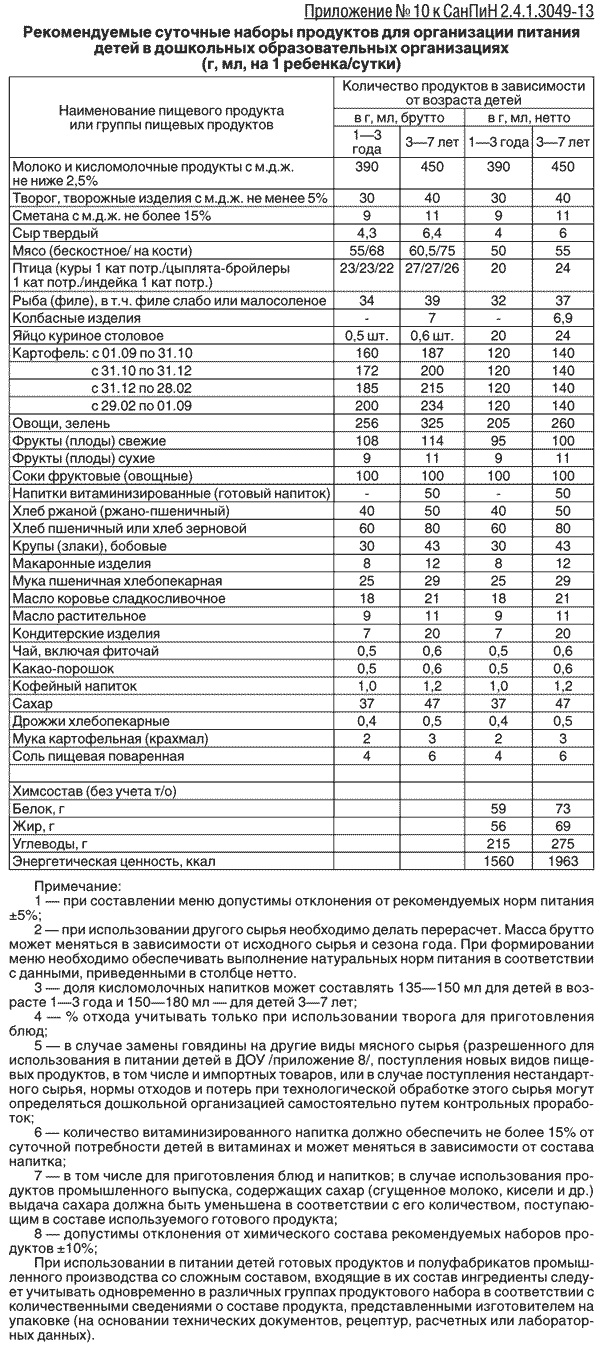 Приложение № 10 к СанПиН 2.4.1.3049-13
Рекомендуемые суточные наборы продуктов для организации питания
детей в дошкольных образовательных организациях
(г, мл, на 1 ребенка/сутки)
Наименование пищевого продукта
или группы пищевых продуктов
Количество продуктов в зависимости
от возраста детей
в г, мл, брутто в г, мл, нетто
1—3
года 3—7 лет 1—3 года 3—7 лет
Молоко и кисломолочные продукты с м.д.ж.
не ниже 2,5% 390 450 390 450
Творог, творожные изделия с м.д.ж. не менее 5% 30 40 30 40
Сметана с м.д.ж. не более 15% 9 11 9 11
Сыр твердый 4,3 6,4 4 6
Мясо (бескостное/ на кости) 55/68 60,5/75 50 55
Птица (куры 1 кат потр./цыплята-бройлеры
1 кат потр./индейка 1 кат потр.) 23/23/22 27/27/26 20 24
Рыба (филе), в т.ч. филе слабо или малосоленое 34 39 32 37
Колбасные изделия - 7 - 6,9
Яйцо куриное столовое 0,5 шт. 0,6 шт. 20 24
Картофель: с 01.09 по 31.10 160 187 120 140
с 31.10 по 31.12 172 200 120 140
с 31.12 по 28.02 185 215 120 140
с 29.02 по 01.09 200 234 120 140
Овощи, зелень 256 325 205 260
Фрукты (плоды) свежие 108 114 95 100
Фрукты (плоды) сухие 9 11 9 11
Соки фруктовые (овощные) 100 100 100 100
Напитки витаминизированные (готовый напиток) - 50 - 50
Хлеб ржаной (ржано-пшеничный) 40 50 40 50
Хлеб пшеничный или хлеб зерновой 60 80 60 80
Крупы (злаки), бобовые 30 43 30 43
Макаронные изделия 8 12 8 12
Мука пшеничная хлебопекарная 25 29 25 29
Масло коровье сладкосливочное 18 21 18 21
Масло растительное 9 11 9 11
Кондитерские изделия 7 20 7 20
Чай, включая фиточай 0,5 0,6 0,5 0,6
Какао-порошок 0,5 0,6 0,5 0,6
Кофейный напиток 1,0 1,2 1,0 1,2
Сахар 37 47 37 47
Дрожжи хлебопекарные 0,4 0,5 0,4 0,5
Мука картофельная (крахмал) 2 3 2 3
Соль пищевая поваренная 4 6 4 6
Химсостав (без учета т/о)
Белок, г 59 73
Жир, г 56 69
Углеводы, г 215 275
Энергетическая ценность, ккал 1560 1963
Примечание:
1 — при составлении меню допустимы отклонения от рекомендуемых норм питания
±5%;
2 — при использовании другого сырья необходимо делать перерасчет. Масса брутто
может меняться в зависимости от исходного сырья и сезона года. При формировании
меню необходимо обеспечивать выполнение натуральных норм питания в соответствии
с данными, приведенными в столбце нетто.
3 — доля кисломолочных напитков может составлять 135—150 мл для детей в воз-
расте 1—3 года и 150—180 мл — для детей 3—7 лет;
4 — % отхода учитывать только при использовании творога для приготовления
блюд;
5 — в случае замены говядины на другие виды мясного сырья (разрешенного для
использования в питании детей в ДОУ /приложение 8/, поступления новых видов пище-
вых продуктов, в том числе и импортных товаров, или в случае поступления нестандарт-
ного сырья, нормы отходов и потерь при технологической обработке этого сырья могут
определяться дошкольной организацией самостоятельно путем контрольных прорабо-
ток;
6 — количество витаминизированного напитка должно обеспечить не более 15% от
суточной потребности детей в витаминах и может меняться в зависимости от состава
напитка;
7 — в том числе для приготовления блюд и напитков; в случае использования про-
дуктов промышленного выпуска, содержащих сахар (сгущенное молоко, кисели и др.)
выдача сахара должна быть уменьшена в соответствии с его количеством, поступаю-
щим в составе используемого готового продукта;
8 — допустимы отклонения от химического состава рекомендуемых наборов про-
дуктов ±10%;
При использовании в питании детей готовых продуктов и полуфабрикатов промыш-
ленного производства со сложным составом, входящие в их состав ингредиенты следу-
ет учитывать одновременно в различных группах продуктового набора в соответствии с
количественными сведениями о составе продукта, представленными изготовителем на
упаковке (на основании технических документов, рецептур, расчетных или лаборатор-
ных данных).